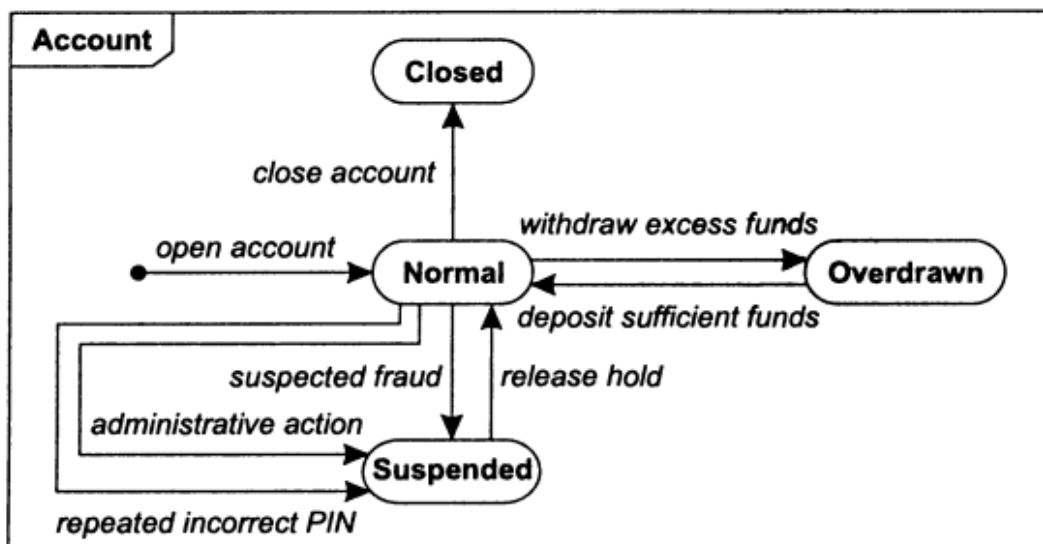 Account
Closed
close account
withdraw excess funds
open account
Normal
Overdrawn
deposit sufficient funds
suspected fraud
release hold
administrative action
Suspended
repeated incorrect PIN